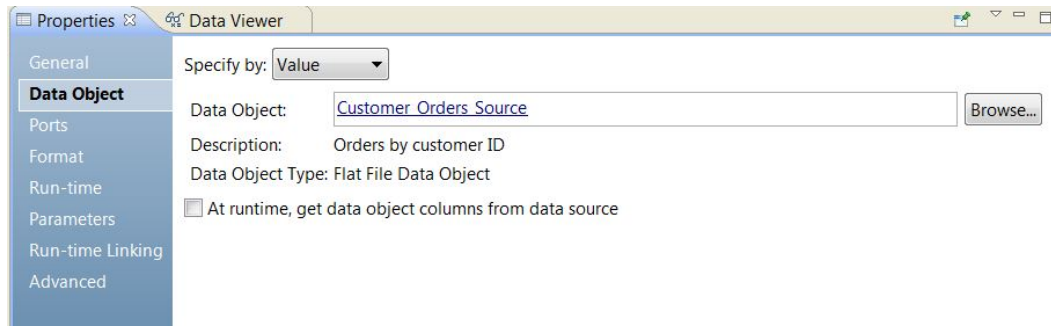 Properties Data Viewer
General
Data Object
Ports
Format
Run-time
Parameters
Run-time Linking
Advanced
Specify by: Value
Data Object: Customer_Orders_Source Browse...
Description: Orders by customer ID
Data Object Type: Flat File Data Object
At runtime, get data object columns from data source